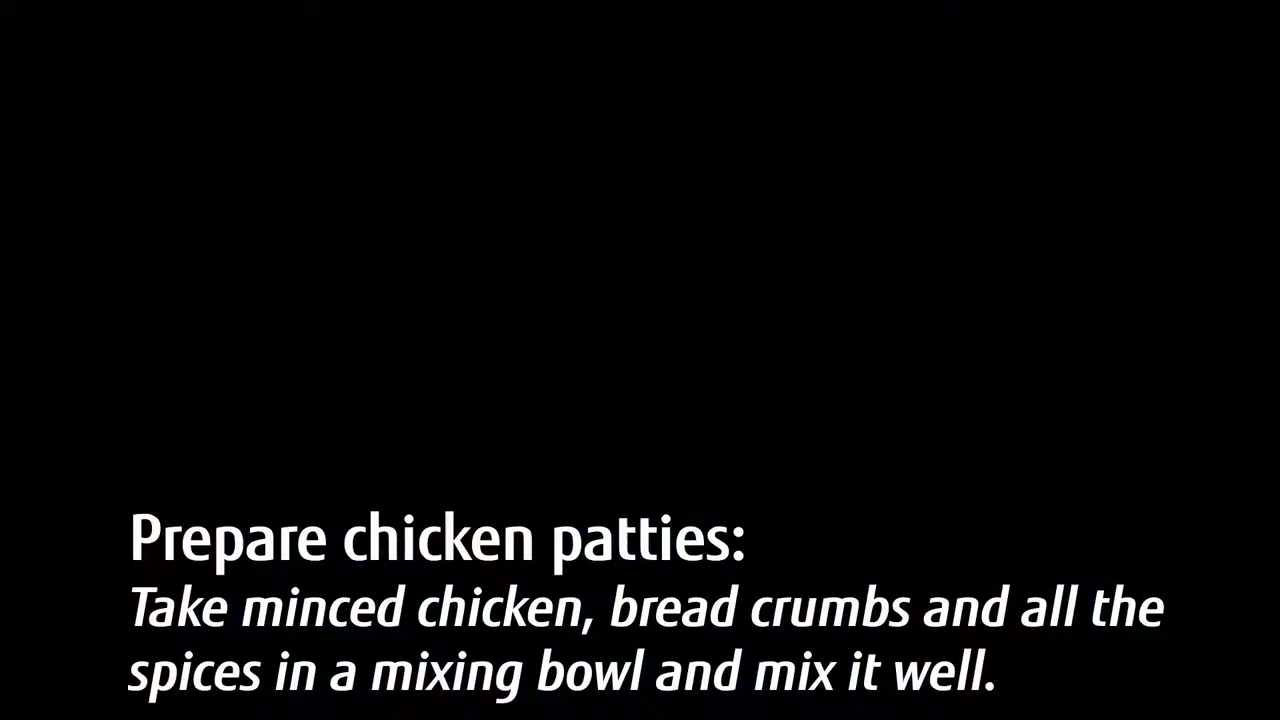 Prepare chicken patties:
Take minced chicken, bread crumbs and all the
spices in a mixing bowl and mix it well.